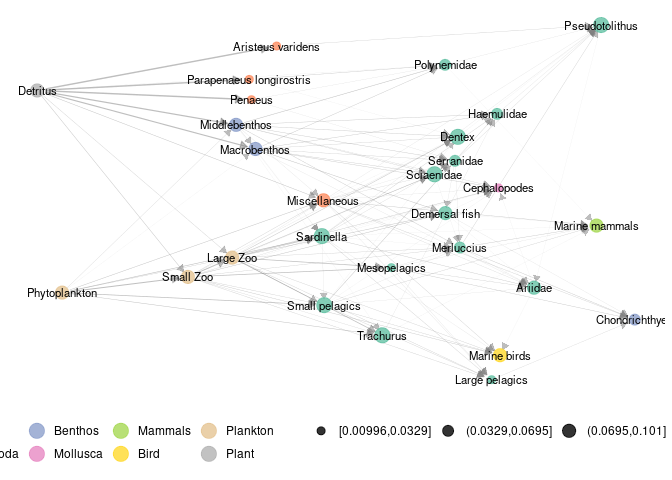 Pseudotolithus
Aristeus varidens
Polynemidae
Parapenaeus longirostris
Detritus
Penaeus
Haemulidae
Middlebenthos
Dentex
Macrobenthos
Serranidae
Sciaenidae
Cephalopodes
Miscellaneous
Demersal fish
Marine mammals
Sardinella
Merluccius
Large Zoo
Mesopelagics
Small Zoo
Ariidae
Phytoplankton
Small pelagics
Chondrichthye
Trachurus
Marine birds
Large pelagics
Benthos Mammals Plankton [0.00996,0.0329] (0.0329,0.0695] (0.0695,0.101]
oda Mollusca Bird Plant